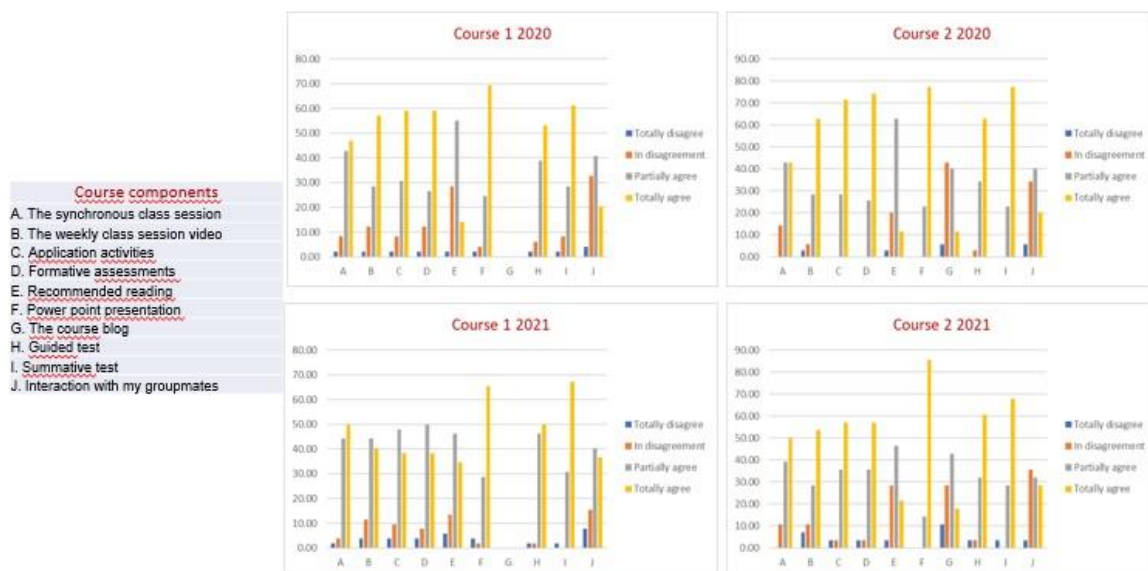 Course components
A. The synchronous class session
B. The weekly class session video
C. Application activities
D. Formative assessments
E. Recommended reading
F. Power point presentation
G. The course blog
H. Guided test
I. Summative test
J. Interaction with my groupmates
Course 1 2020
80.00
70.00
60.00
50.00
40.00
30.00
20.00
10.00
0.00
A B C D E F G H I J
Totally disagree
In disagreement
Partially agree
Totally agree
Course 2 2020
90.00
80.00
70.00
60.00
50.00
40.00
30.00
20.00
10.00
0.00
A B C D E F G H I J
Totally disagree
In disagreement
Partially agree
Totally agree
Course 1 2021
80.00
70.00
60.00
50.00
40.00
30.00
20.00
10.00
0.00
A B C D E F G. H I J
Totally disagree
In disagreement
Partially agree
Totally agree
Course 2 2021
90.00
80.00
70.00
60.00
50.00
40.00
30.00
20.00
10.00
0.00
A B C D E F G H I J
Totally disagree
In disagreement
Partially agree
Totally agree